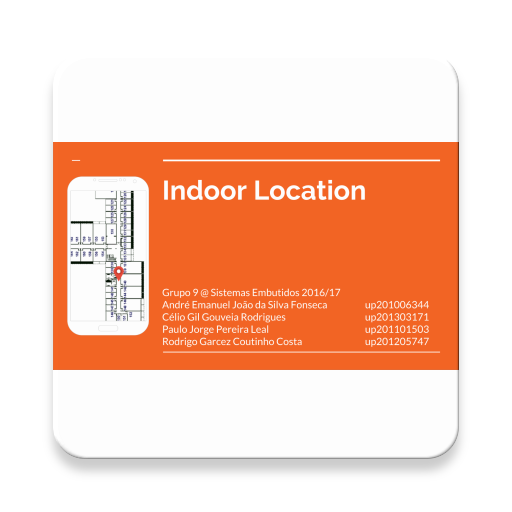 Indoor Location
Grupo 9 @ Sistemas Embutidos 2016/17
André Emanuel João da Silva Fonseca up201006344
Célio Gil Gouveia Rodrigues up201303171
Paulo Jorge Pereira Leal up201101503
Rodrigo Garcez Coutinho Costa up201205747